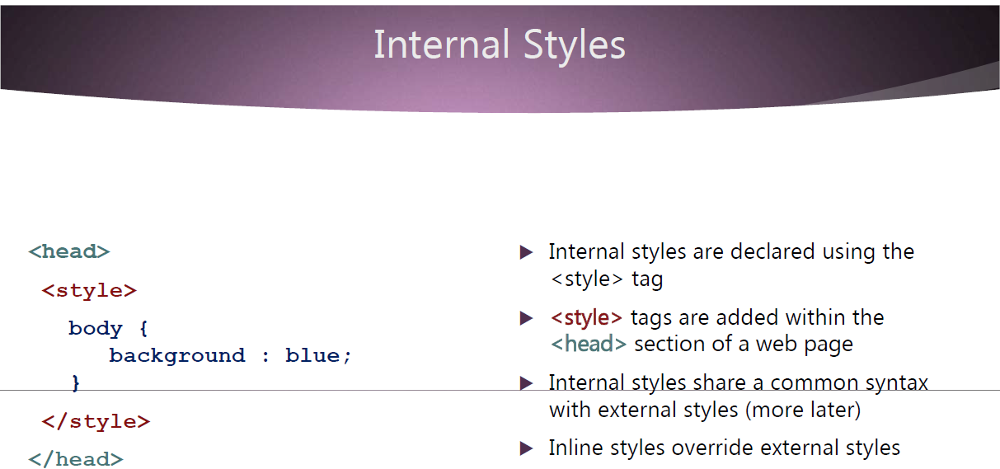 Internal Styles
<head>
<style>
body {
background : blue;
}
</style>
</head>
Internal styles are declared using the
<style> tag
<style> tags are added within the
<head> section of a web page
Internal styles share a common syntax
with external styles (more later)
Inline styles override external styles